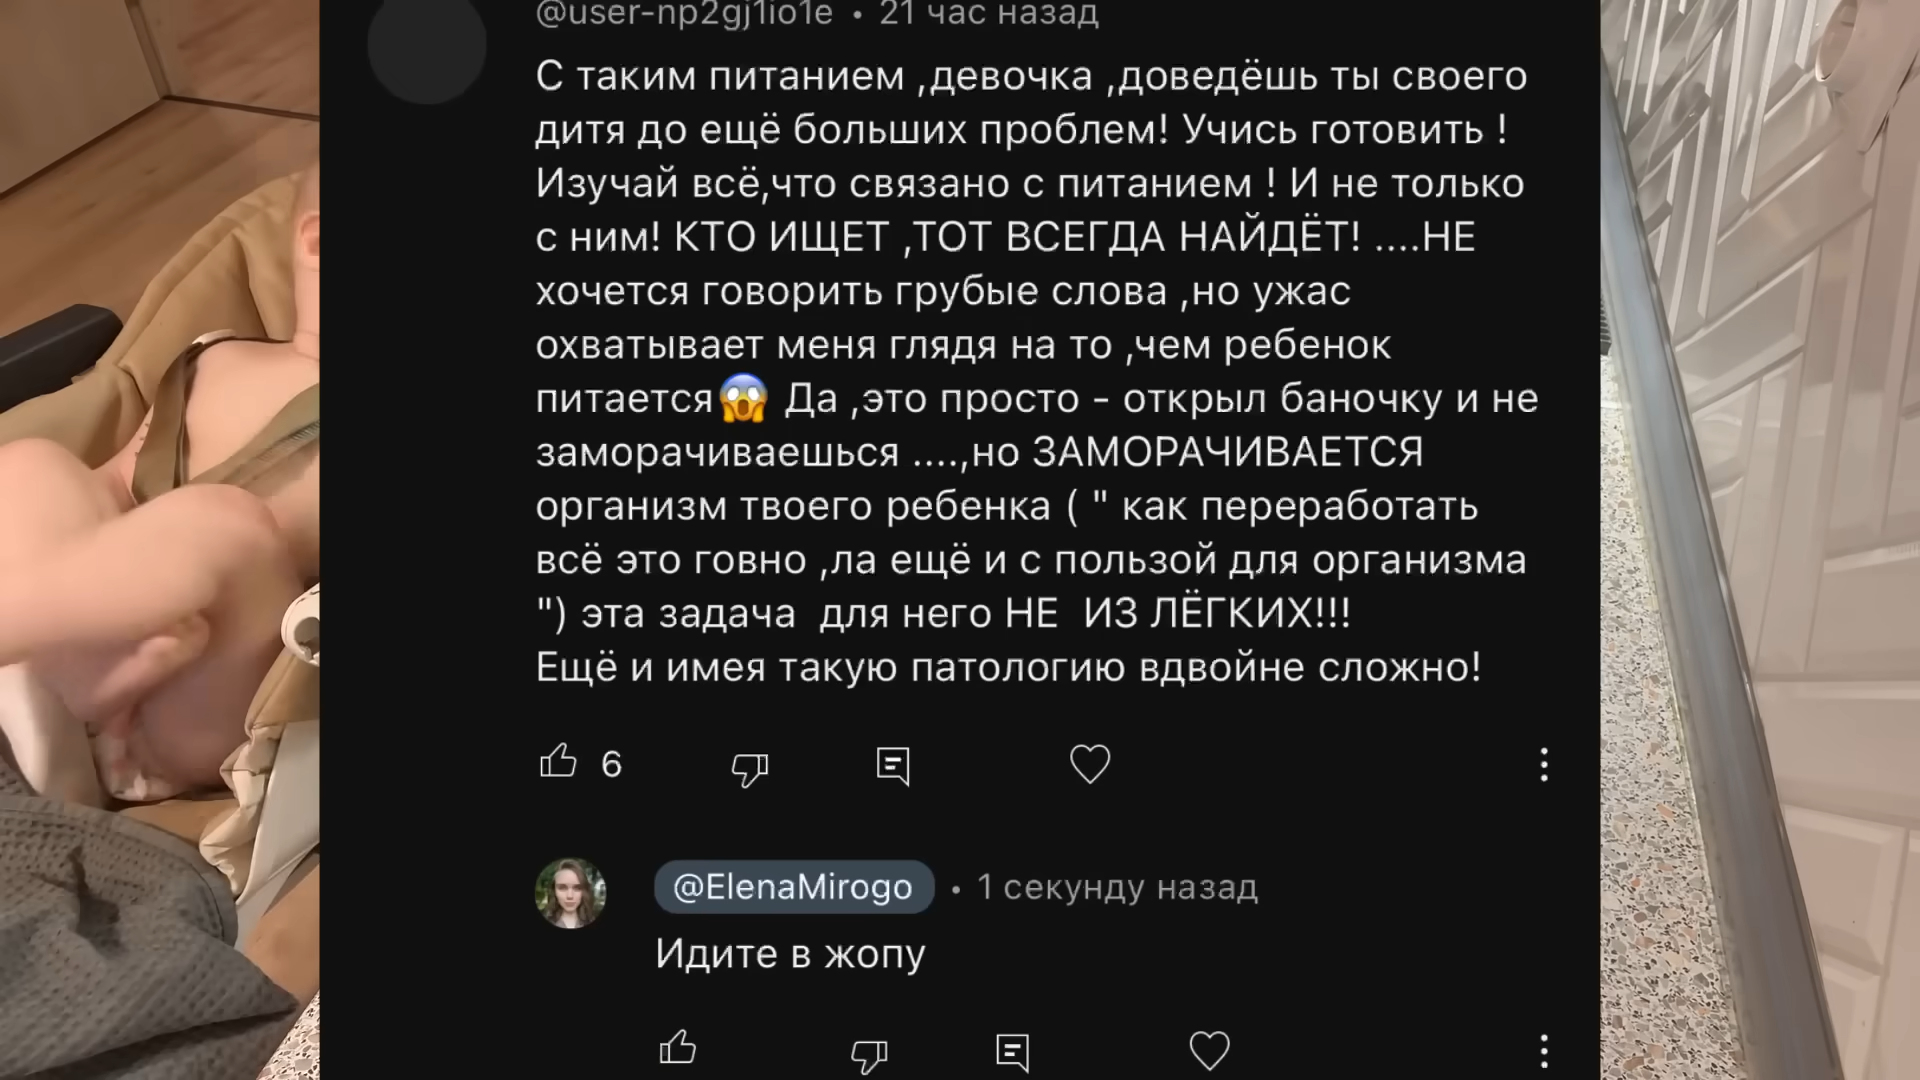 @user-np2gj1io1e • 21 час назад
С таким питанием ,девочка ,доведёшь ты своего
дитя до ещё больших проблем! Учись готовить !
Изучай всё,что связано с питанием ! И не только
с ним! КТО ИЩЕТ ,ТОТ ВСЕГДА НАЙДЁТ! ....НЕ
хочется говорить грубые слова ,но ужас
охватывает меня глядя на то ,чем ребенок
питается😱 Да ,это просто - открыл баночку и не
заморачиваешься ....,но ЗАМОРАЧИВАЕТСЯ
организм твоего ребенка ( " как переработать
всё это говно ,ла ещё и с пользой для организма
") эта задача  для него НЕ  ИЗ ЛЁГКИХ!!!
Ещё и имея такую патологию вдвойне сложно!
6
@ElenaMirogo • 1 секунду назад
Идите в жопу